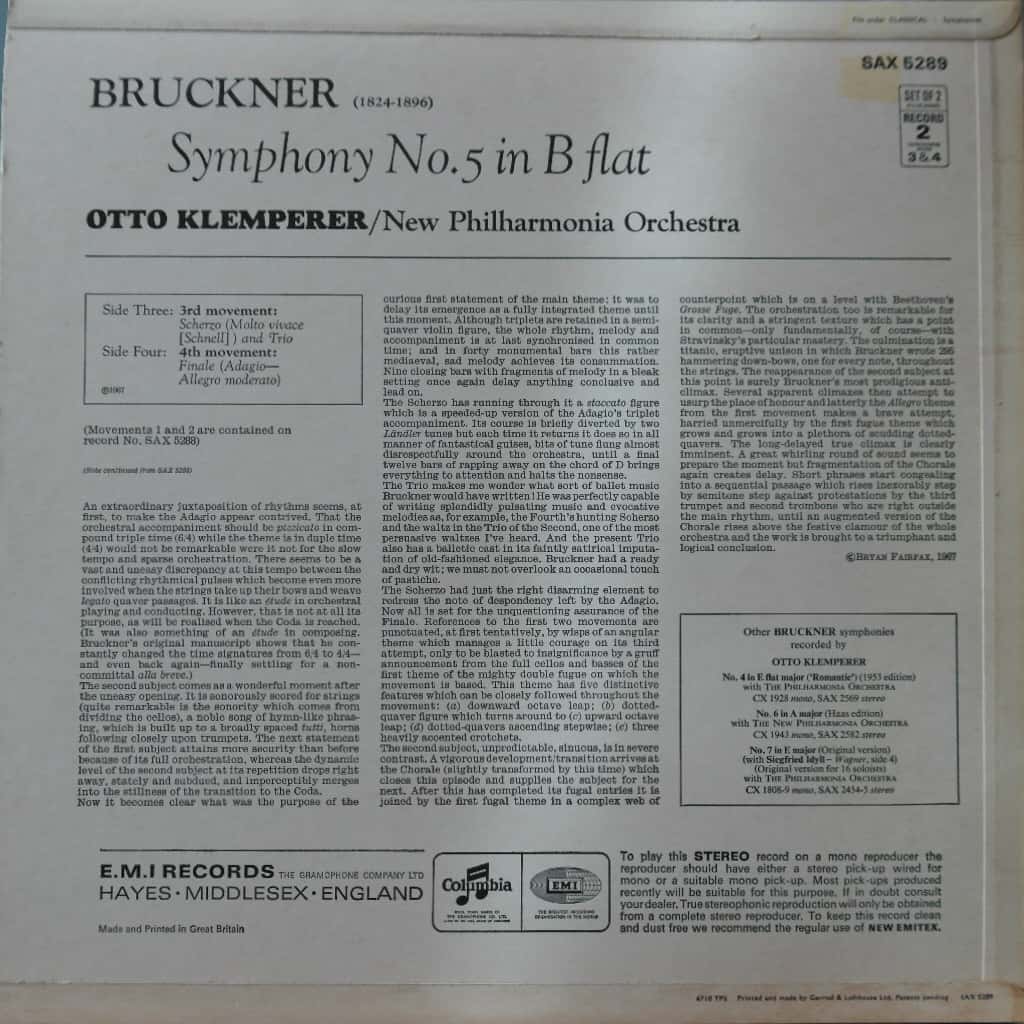 File under CLASSICAL : Symphonies
SAX 5289
BRUCKNER (1824-1896)
SET OF 2
RECORD
2
3 & 4
Symphony No.5 in B flat
OTTO KLEMPERER/New Philharmonia Orchestra
Side Three: 3rd movement:
Scherzo (Molto vivace
[Schnell]) and Trio
Side Four: 4th movement:
Finale (Adagio—
Allegro moderato)
℗1967
(Movements 1 and 2 are contained on
record No. SAX 5288)
(Note continued from SAX 5288)
An extraordinary juxtaposition of rhythms seems, at
first, to make the Adagio appear contrived. That the
orchestral accompaniment should be pizzicato in com-
pound triple time (6/4) while the theme is in duple time
(4/4) would not be remarkable were it not for the slow
tempo and sparse orchestration. There seems to be a
vast and uneasy discrepancy at this tempo between the
conflicting rhythmical pulses which become even more
involved when the strings take up their bows and weave
legato quaver passages. It is like an étude in orchestral
playing and conducting. However, that is not at all its
purpose, as will be realised when the Coda is reached.
(It was also something of an étude in composing.
Bruckner's original manuscript shows that he con-
stantly changed the time signatures from 6/4 to 4/4—
and even back again—finally settling for a non-
committal alla breve.)
The second subject comes as a wonderful moment after
the uneasy opening. It is sonorously scored for strings
(quite remarkable is the sonority which comes from
dividing the cellos), a noble song of hymn-like phras-
ing, which is built up to a broadly spaced tutti, horns
following closely upon trumpets. The next statement
of the first subject attains more security than before
because of its full orchestration, whereas the dynamic
level of the second subject at its repetition drops right
away, stately and subdued, and imperceptibly merges
into the stillness of the transition to the Coda.
Now it becomes clear what was the purpose of the
curious first statement of the main theme: it was to
delay its emergence as a fully integrated theme until
this moment. Although triplets are retained in a semi-
quaver violin figure, the whole rhythm, melody and
accompaniment is at last synchronised in common
time; and in forty monumental bars this rather
mediaeval, sad melody achieves its consummation.
Nine closing bars with fragments of melody in a bleak
setting once again delay anything conclusive and
lead on.
The Scherzo has running through it a staccato figure
which is a speeded-up version of the Adagio's triplet
accompaniment. Its course is briefly diverted by two
Ländler tunes but each time it returns it does so in all
manner of fantastical guises, bits of tune flung almost
disrespectfully around the orchestra, until a final
twelve bars of rapping away on the chord of D brings
everything to attention and halts the nonsense.
The Trio makes me wonder what sort of ballet music
Bruckner would have written! He was perfectly capable
of writing splendidly pulsating music and evocative
melodies as, for example, the Fourth's hunting Scherzo
and the waltz in the Trio of the Second, one of the most
persuasive waltzes I've heard. And the present Trio
also has a balletic cast in its faintly satirical imputa-
tion of old-fashioned elegance. Bruckner had a ready
and dry wit; we must not overlook an occasional touch
of pastiche.
The Scherzo had just the right disarming element to
redress the note of despondency left by the Adagio.
Now all is set for the unquestioning assurance of the
Finale. References to the first two movements are
punctuated, at first tentatively, by wisps of an angular
theme which manages a little courage on its third
attempt, only to be blasted to insignificance by a gruff
announcement from the full cellos and basses of the
first theme of the mighty double fugue on which the
movement is based. This theme has five distinctive
features which can be closely followed throughout the
movement: (a) downward octave leap; (b) dotted-
quaver figure which turns around to (c) upward octave
leap; (d) dotted-quavers ascending stepwise; (e) three
heavily accented crotchets.
The second subject, unpredictable, sinuous, is in severe
contrast. A vigorous development/transition arrives at
the Chorale (slightly transformed by this time) which
closes this episode and supplies the subject for the
next. After this has completed its fugal entries it is
joined by the first fugal theme in a complex web of
counterpoint which is on a level with Beethoven's
Grosse Fuge. The orchestration too is remarkable for
its clarity and a stringent texture which has a point
in common—only fundamentally, of course—with
Stravinsky's particular mastery. The culmination is a
titanic, eruptive unison in which Bruckner wrote 256
hammering down-bows, one for every note, throughout
the strings. The reappearance of the second subject at
this point is surely Bruckner's most prodigious anti-
climax. Several apparent climaxes then attempt to
usurp the place of honour and latterly the Allegro theme
from the first movement makes a brave attempt,
harried unmercifully by the first fugue theme which
grows and grows into a plethora of scudding dotted-
quavers. The long-delayed true climax is clearly
imminent. A great whirling round of sound seems to
prepare the moment but fragmentation of the Chorale
again creates delay. Short phrases start congealing
into a sequential passage which rises inexorably step
by semitone step against protestations by the third
trumpet and second trombone who are right outside
the main rhythm, until an augmented version of the
Chorale rises above the festive clamour of the whole
orchestra and the work is brought to a triumphant and
logical conclusion.
©BRYAN FAIRFAX, 1967
Other BRUCKNER symphonies
recorded by
OTTO KLEMPERER
No. 4 in E flat major ('Romantic') (1953 edition)
with THE PHILHARMONIA ORCHESTRA
CX 1928 mono, SAX 2569 stereo
No. 6 in A major (Haas edition)
with THE NEW PHILHARMONIA ORCHESTRA
CX 1943 mono, SAX 2582 stereo
No. 7 in E major (Original version)
(with Siegfried Idyll—Wagner, side 4)
(Original version for 16 soloists)
with THE PHILHARMONIA ORCHESTRA
CX 1808-9 mono, SAX 2454-5 stereo
E.M.I RECORDS THE GRAMOPHONE COMPANY LTD
HAYES · MIDDLESEX · ENGLAND
Made and Printed in Great Britain
Columbia
EMI
THE GREATEST RECORDING
ORGANISATION IN THE WORLD
To play this STEREO record on a mono reproducer the
reproducer should have either a stereo pick-up wired for
mono or a suitable mono pick-up. Most pick-ups produced
recently will be suitable for this purpose. If in doubt consult
your dealer. True stereophonic reproduction will only be obtained
from a complete stereo reproducer. To keep this record clean
and dust free we recommend the regular use of NEW EMITEX.
6710 TPS Printed and made by Garrod & Lofthouse Ltd. Patents pending SAX 5289